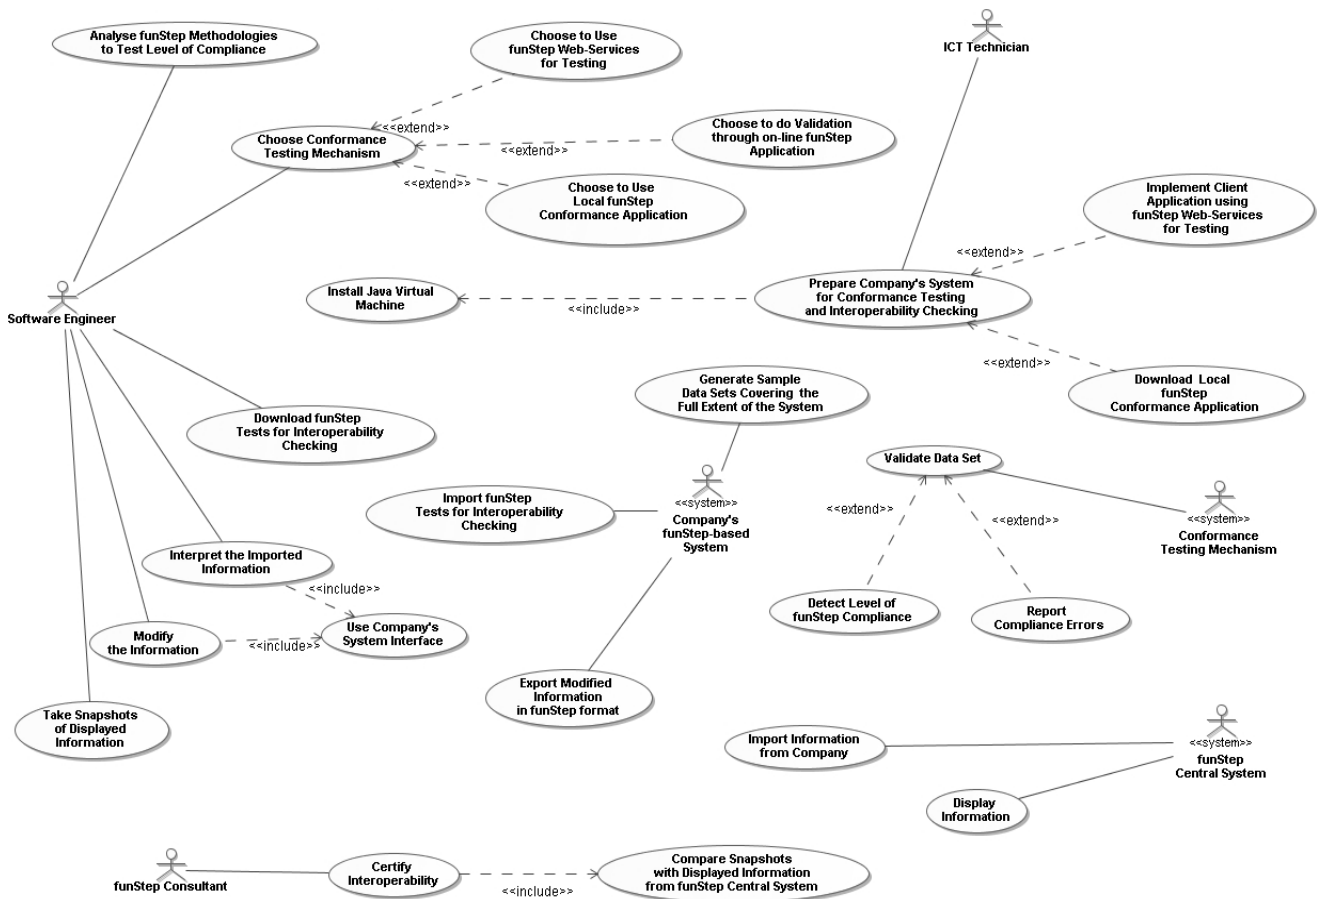 Analyse funStep Methodologies
to Test Level of Compliance
Choose to Use
funStep Web-Services
for Testing
ICT Technician
<<extend>>
Choose Conformance
Testing Mechanism
<<extend>>
Choose to do Validation
through on-line funStep
Application
<<extend>>
Choose to Use
Local funStep
Conformance Application
Implement Client
Application using
funStep Web-Services
for Testing
<<extend>>
Software Engineer
Install Java Virtual
Machine
<<include>>
Prepare Company's System
for Conformance Testing
and Interoperability Checking
<<extend>>
Download Local
funStep
Conformance Application
Generate Sample
Data Sets Covering the
Full Extent of the System
Download funStep
Tests for Interoperability
Checking
Validate Data Set
Import funStep
Tests for Interoperability
Checking
<<system>>
Company's
funStep-based
System
<<extend>>
<<extend>>
<<system>>
Conformance
Testing Mechanism
Interpret the Imported
Information
<<include>>
Detect Level of
funStep Compliance
Report
Compliance Errors
Modify
the Information
<<include>>
Use Company's
System Interface
Export Modified
Information
in funStep format
Take Snapshots
of Displayed
Information
Import Information
from Company
<<system>>
funStep
Central System
Display
Information
funStep Consultant
Certify
Interoperability
<<include>>
Compare Snapshots
with Displayed Information
from funStep Central System